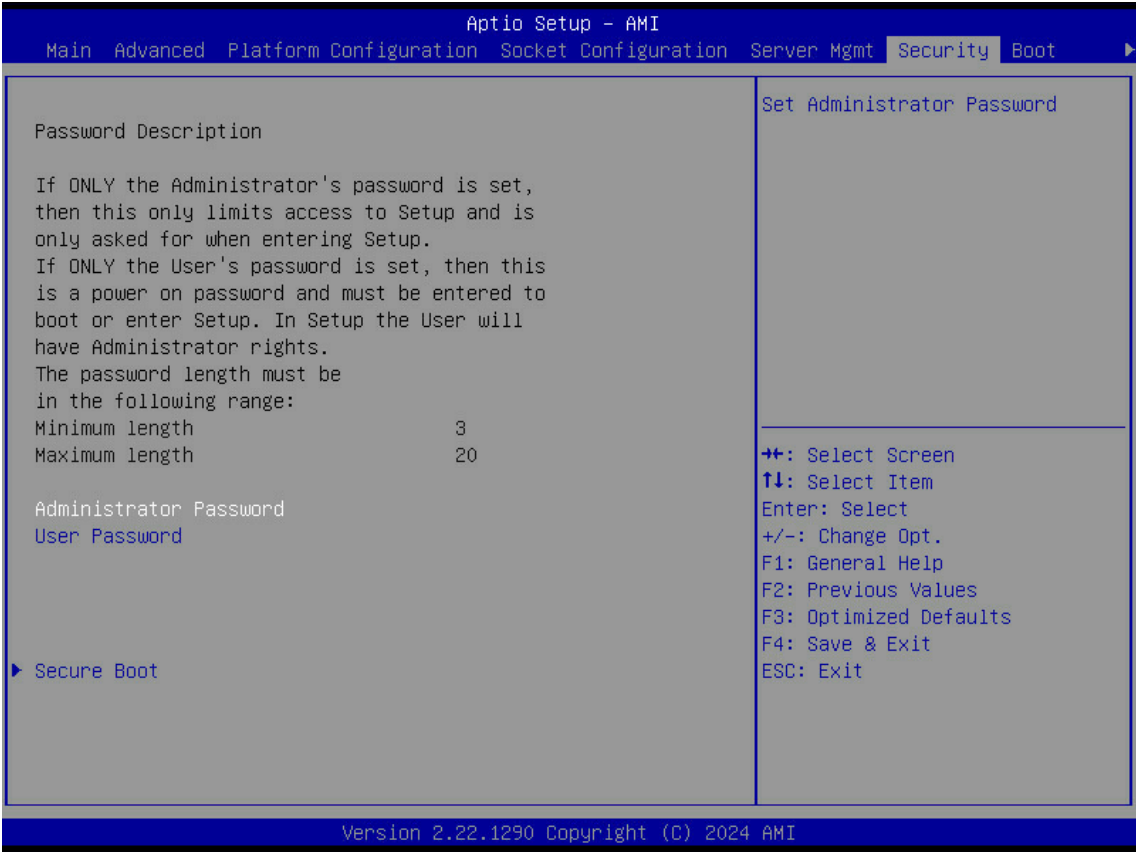 Aptio Setup – AMI
Main Advanced Platform Configuration Socket Configuration Server Mgmt Security Boot
Password Description
If ONLY the Administrator's password is set,
then this only limits access to Setup and is
only asked for when entering Setup.
If ONLY the User's password is set, then this
is a power on password and must be entered to
boot or enter Setup. In Setup the User will
have Administrator rights.
The password length must be
in the following range:
Minimum length 3
Maximum length 20
Administrator Password
User Password
Secure Boot
Set Administrator Password
→←: Select Screen
↑↓: Select Item
Enter: Select
+/-: Change Opt.
F1: General Help
F2: Previous Values
F3: Optimized Defaults
F4: Save & Exit
ESC: Exit
Version 2.22.1290 Copyright (C) 2024 AMI